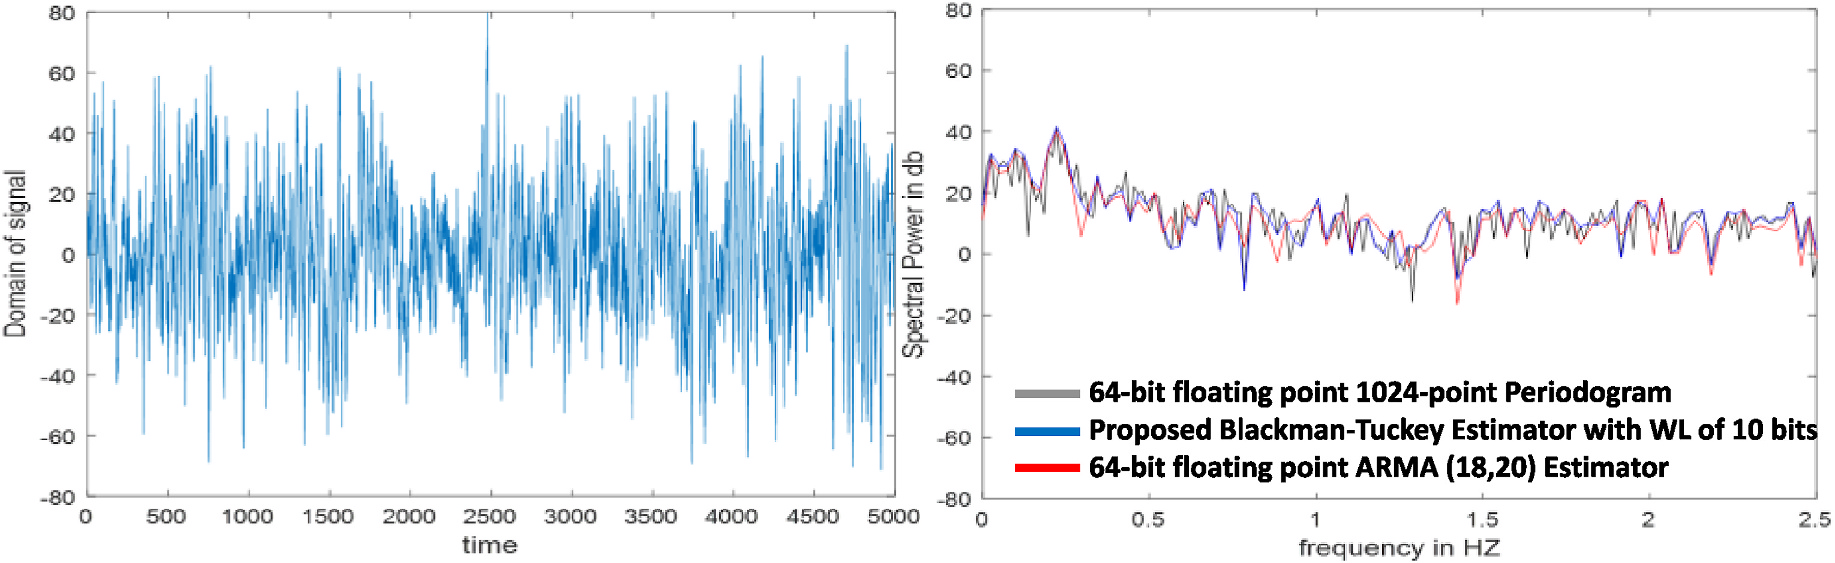 80
60
40
20
0
-20
-40
-60
-80
Domain of signal
0 500 1000 1500 2000 2500 3000 3500 4000 4500 5000
time
80
60
40
20
0
-20
-40
-60
-80
Spectral Power in db
64-bit floating point 1024-point Periodogram
Proposed Blackman-Tuckey Estimator with WL of 10 bits
64-bit floating point ARMA (18,20) Estimator
0 0.5 1 1.5 2 2.5
frequency in HZ